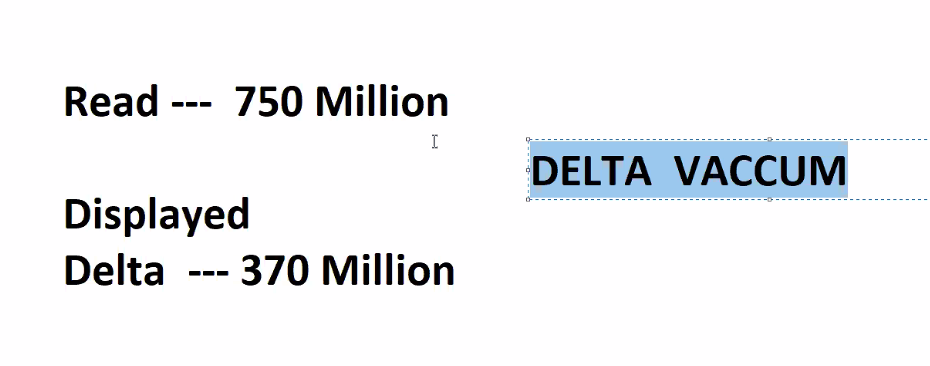 Read ---  750 Million
DELTA  VACCUM
Displayed
Delta  --- 370 Million